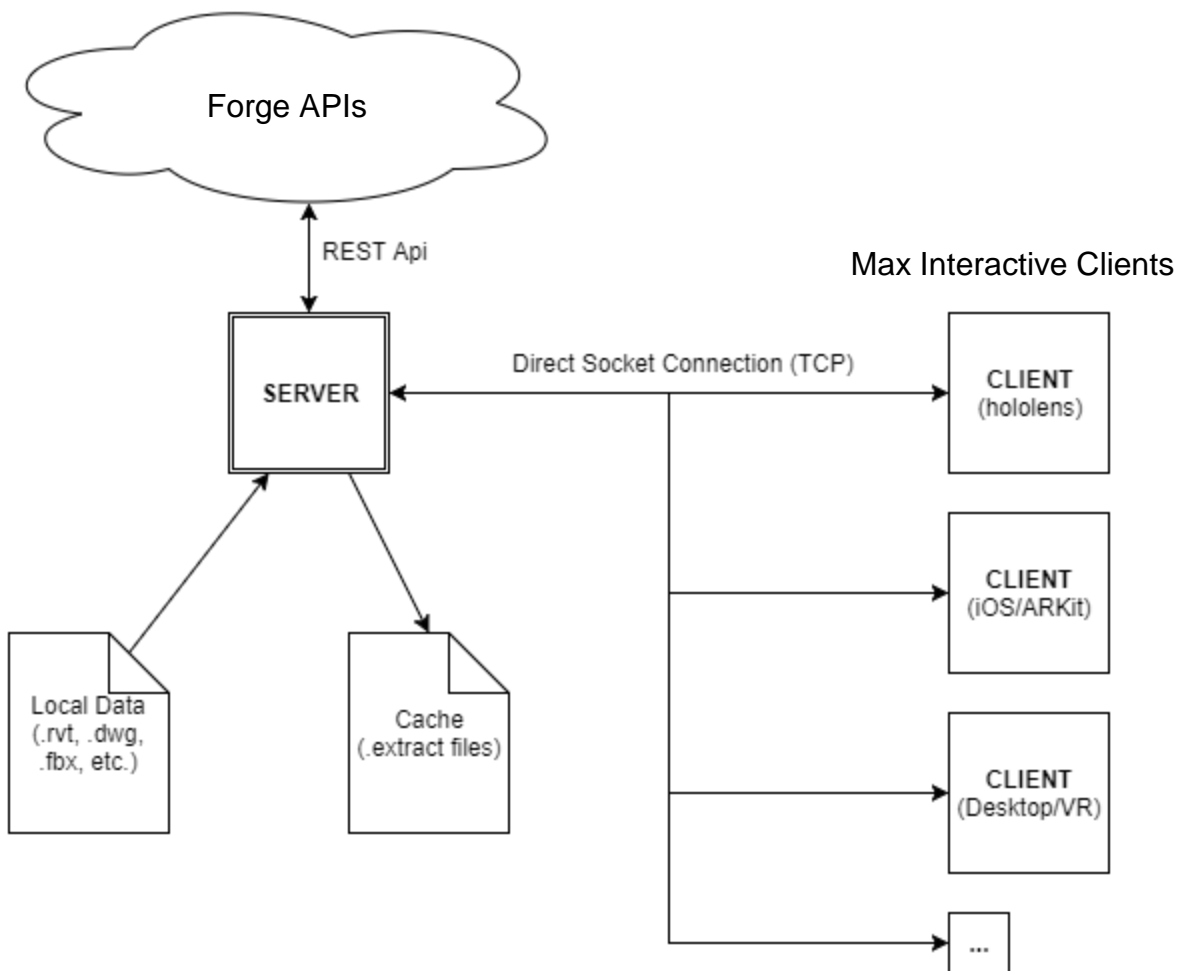 Forge APIs
REST Api
Max Interactive Clients
Direct Socket Connection (TCP)
SERVER
CLIENT
(hololens)
CLIENT
(iOS/ARKit)
Local Data
(.rvt, .dwg,
.fbx, etc.)
Cache
(.extract files)
CLIENT
(Desktop/VR)
...